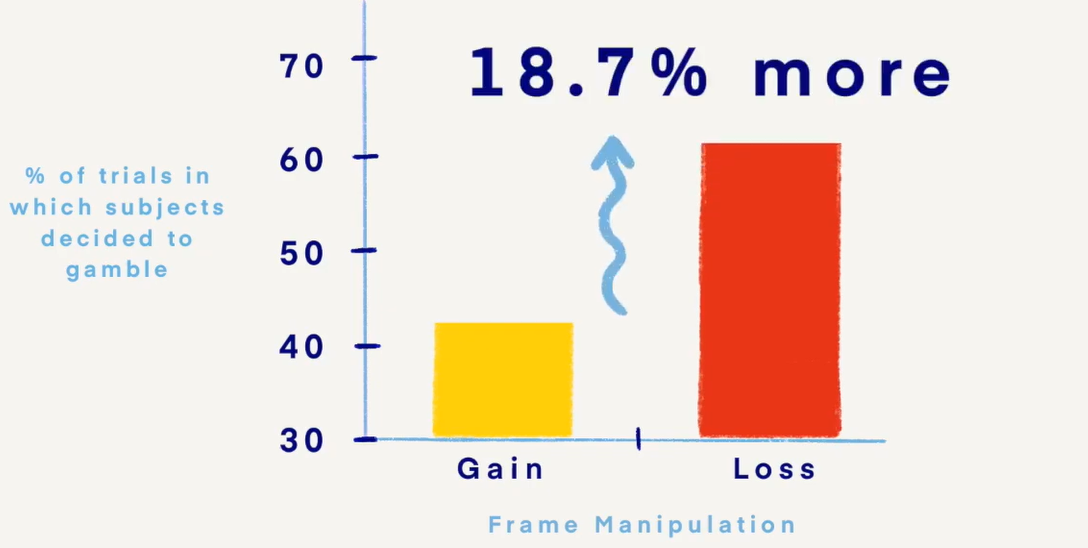 18.7% more
70
60
50
40
30
% of trials in
which subjects
decided to
gamble
Gain
Loss
Frame Manipulation